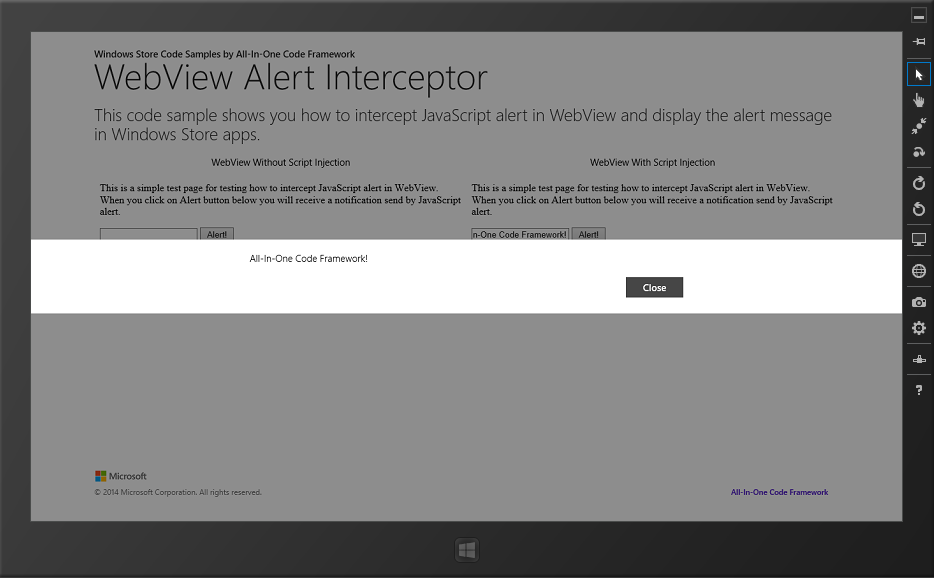 Windows Store Code Samples by All-In-One Code Framework
WebView Alert Interceptor
This code sample shows you how to intercept JavaScript alert in WebView and display the alert message
in Windows Store apps.
WebView Without Script Injection
This is a simple test page for testing how to intercept JavaScript alert in WebView.
When you click on Alert button below you will receive a notification send by JavaScript
alert.
Alert!
WebView With Script Injection
This is a simple test page for testing how to intercept JavaScript alert in WebView.
When you click on Alert button below you will receive a notification send by JavaScript
alert.
n-One Code Framework! Alert!
All-In-One Code Framework!
Close
Microsoft
© 2014 Microsoft Corporation. All rights reserved.
All-In-One Code Framework
?